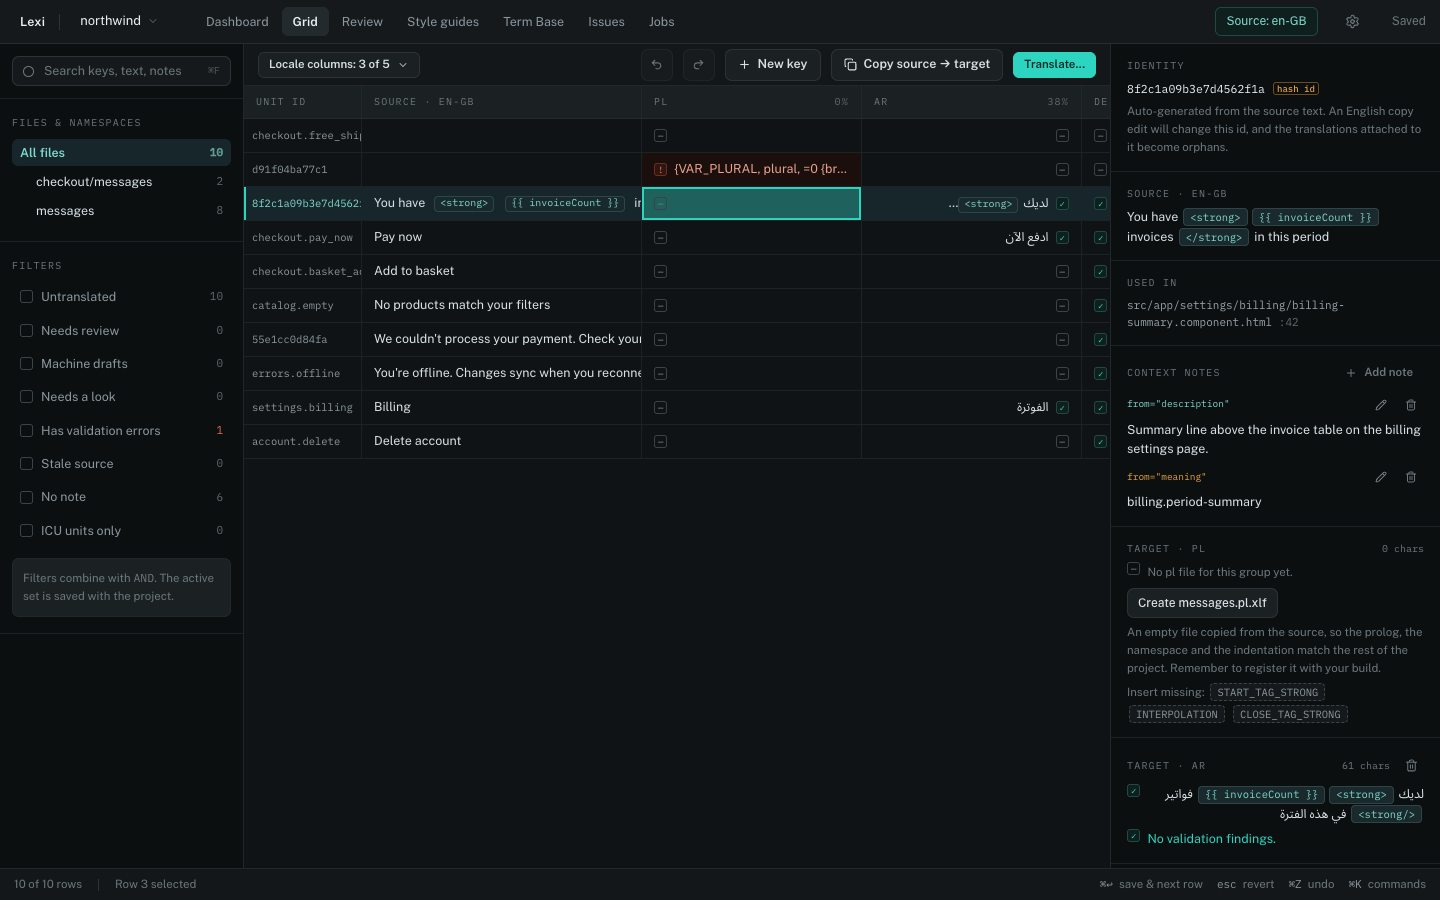 Lexi
northwind
Dashboard
Grid
Review
Style guides
Term Base
Issues
Jobs
Source: en-GB
Saved
Search keys, text, notes ⌘F
FILES & NAMESPACES
All files 10
checkout/messages 2
messages 8
FILTERS
Untranslated 10
Needs review 0
Machine drafts 0
Needs a look 0
Has validation errors 1
Stale source 0
No note 6
ICU units only 0
Filters combine with AND. The active
set is saved with the project.
Locale columns: 3 of 5
New key
Copy source → target
Translate...
UNIT ID SOURCE · EN-GB PL 0% AR 38% DE
checkout.free_ship
d91f04ba77c1 {VAR_PLURAL, plural, =0 {br...
8f2c1a09b3e7d4562 You have <strong> {{ invoiceCount }} in لديك <strong>...
checkout.pay_now Pay now ادفع الآن
checkout.basket_ad Add to basket
catalog.empty No products match your filters
55e1cc0d84fa We couldn't process your payment. Check your
errors.offline You're offline. Changes sync when you reconne
settings.billing Billing الفوترة
account.delete Delete account
IDENTITY
8f2c1a09b3e7d4562f1a hash id
Auto-generated from the source text. An English copy
edit will change this id, and the translations attached to
it become orphans.
SOURCE · EN-GB
You have <strong> {{ invoiceCount }}
invoices </strong> in this period
USED IN
src/app/settings/billing/billing-
summary.component.html :42
CONTEXT NOTES
Add note
from="description"
Summary line above the invoice table on the billing
settings page.
from="meaning"
billing.period-summary
TARGET · PL 0 chars
No pl file for this group yet.
Create messages.pl.xlf
An empty file copied from the source, so the prolog, the
namespace and the indentation match the rest of the
project. Remember to register it with your build.
Insert missing: START_TAG_STRONG
INTERPOLATION CLOSE_TAG_STRONG
TARGET · AR 61 chars
لديك <strong> {{ invoiceCount }} فواتير
</strong> في هذه الفترة
No validation findings.
10 of 10 rows
Row 3 selected
⌘↩ save & next row
esc revert
⌘Z undo
⌘K commands